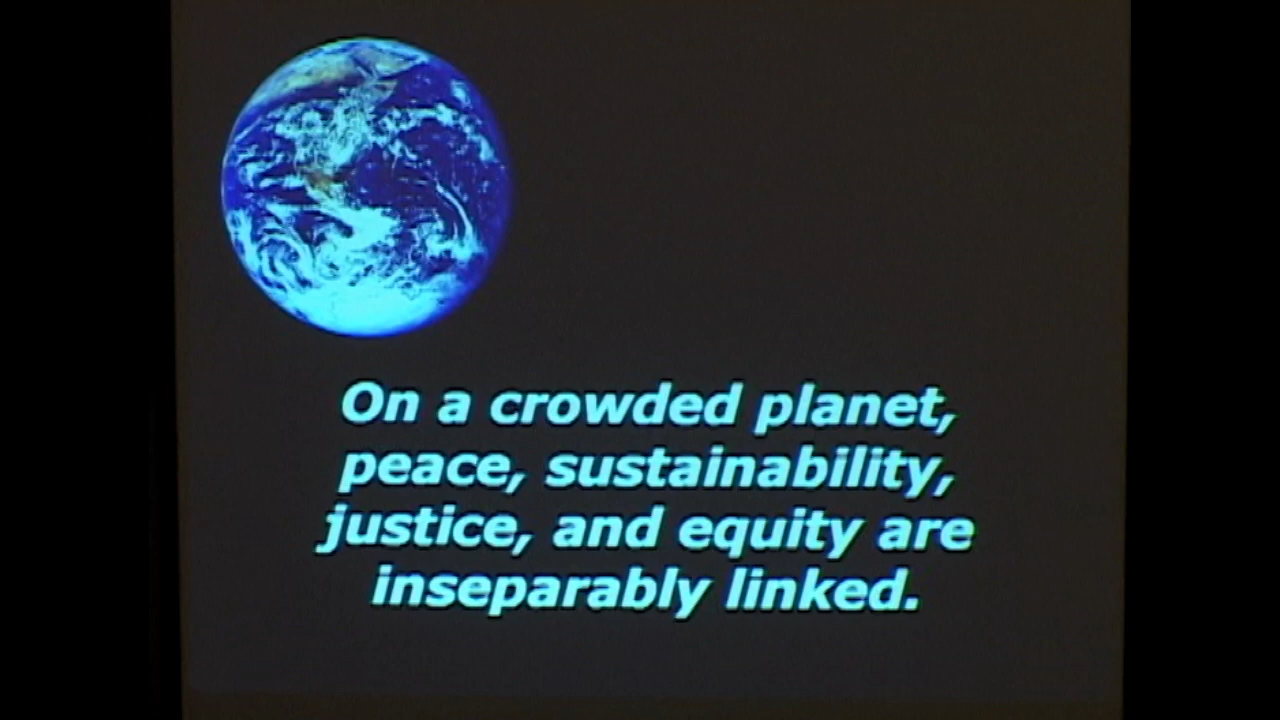 On a crowded planet,
peace, sustainability,
justice, and equity are
inseparably linked.